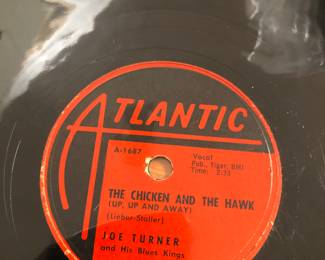 ATLANTIC
A-1687
Vocal
Pub., Tiger, BMI
Time: 2:33
THE CHICKEN AND THE HAWK
(UP, UP AND AWAY)
(Lieber-Stoller)
JOE TURNER
and His Blues Kings